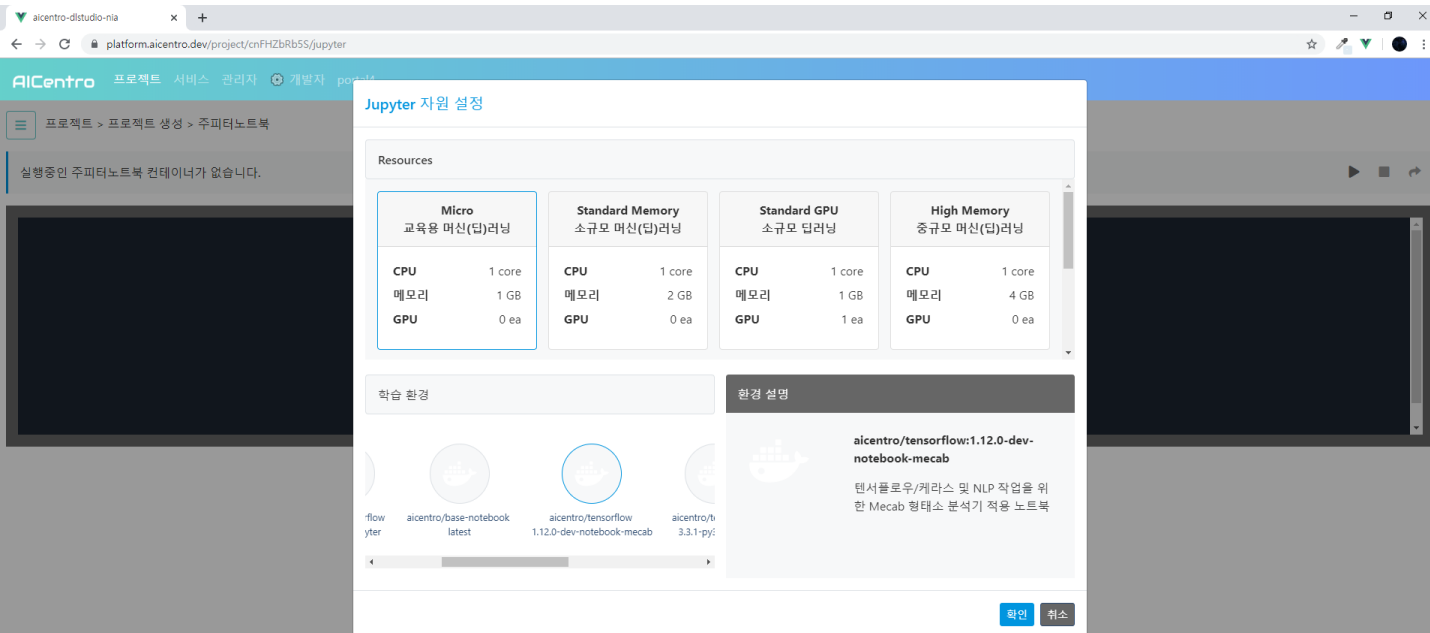 aicentro-dlstudio-nia
platform.aicentro.dev/project/cnFHZbRb5S/jupyter
AICentro 프로젝트 서비스 관리자 개발자
Jupyter 자원 설정
프로젝트 > 프로젝트 생성 > 주피터노트북
실행중인 주피터노트북 컨테이너가 없습니다.
Resources
Micro
교육용 머신(딥)러닝
CPU 1 core
메모리 1 GB
GPU 0 ea
Standard Memory
소규모 머신(딥)러닝
CPU 1 core
메모리 2 GB
GPU 0 ea
Standard GPU
소규모 딥러닝
CPU 1 core
메모리 1 GB
GPU 1 ea
High Memory
중규모 머신(딥)러닝
CPU 1 core
메모리 4 GB
GPU 0 ea
학습 환경
aicentro/base-notebook
latest
aicentro/tensorflow
1.12.0-dev-notebook-mecab
환경 설명
aicentro/tensorflow:1.12.0-dev-
notebook-mecab
텐서플로우/케라스 및 NLP 작업을 위
한 Mecab 형태소 분석기 적용 노트북
확인 취소